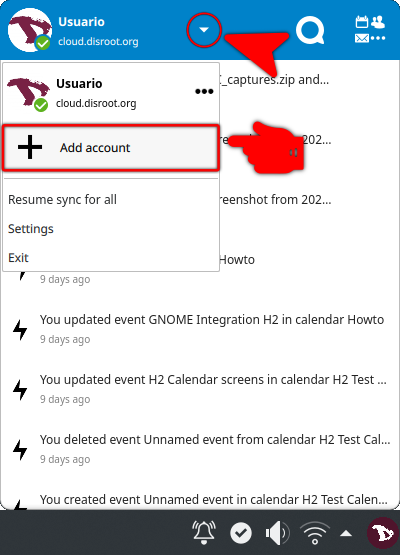 Usuario
cloud.disroot.org
Usuario
cloud.disroot.org
_captures.zip and...
Add account
202...
Resume sync for all
reenshot from 202...
Settings
Exit
Howto
9 days ago
You updated event GNOME Integration H2 in calendar Howto
9 days ago
You updated event H2 Calendar screens in calendar H2 Test ...
9 days ago
You deleted event Unnamed event from calendar H2 Test Cal...
9 days ago
You created event Unnamed event in calendar H2 Test Calen...